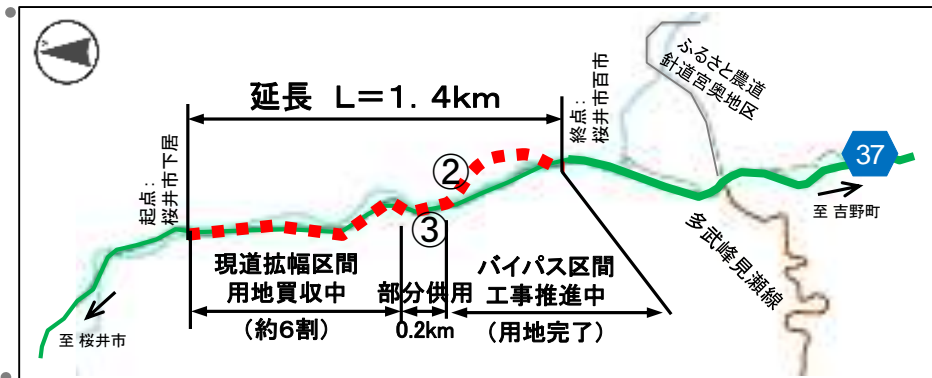 延長 L=1.4km
起点:
桜井市下居
終点:
桜井市百市
ふるさと農道
針道宮奥地区
37
至 吉野町
多武峰見瀬線
②
③
現道拡幅区間
用地買収中
(約6割)
部分供用
0.2km
バイパス区間
工事推進中
(用地完了)
至 桜井市